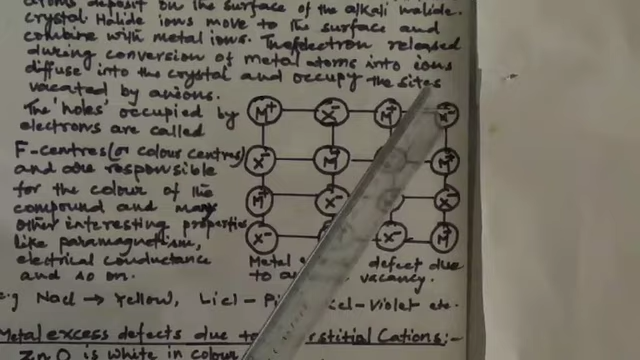 atoms deposit on the surface of the alkali halide.
crystal Halide ions move to the surface and
combine with metal ions. The electron released
during conversion of metal atoms into ions
diffuse into the crystal and occupy the sites
vacated by anions.
The 'holes' occupied by
electrons are called
F-centres (or colour centres)
and are responsible
for the colour of the
compound and many
other interesting properties
like paramagnetism,
electrical conductance
and so on.
M+ X- M+ X-
X- M+ M+
M+ X- X-
X- X- M+
Metal defect due
to vacancy.
e.g NaCl → Yellow, LiCl - Pi Cl - Violet etc.
Metal excess defects due to interstitial Cations:-
ZnO is white in colour